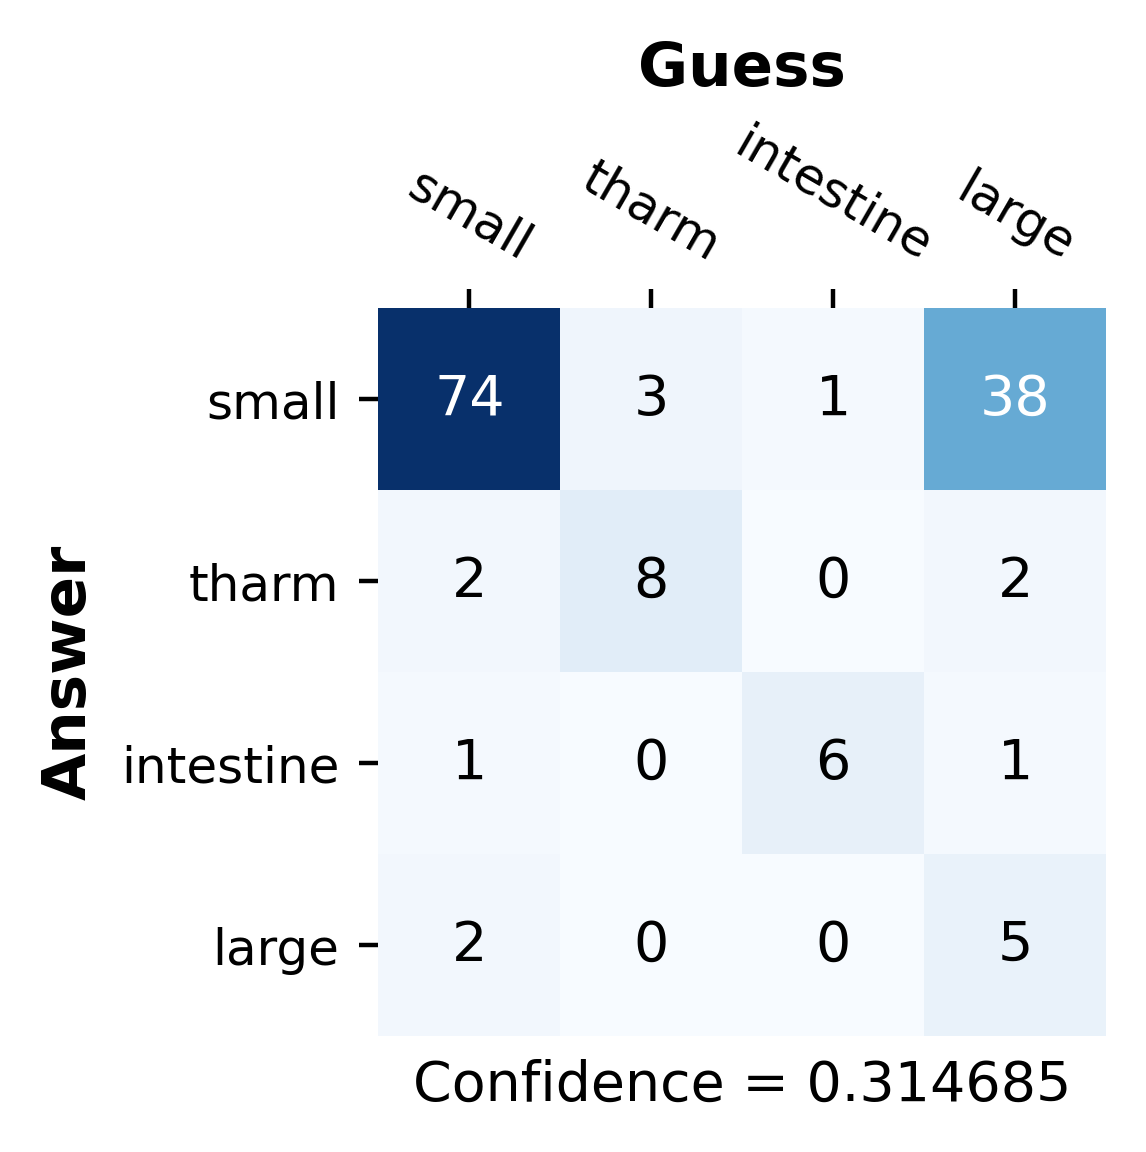 Guess
small tharm intestine large
small 74 3 1 38
tharm 2 8 0 2
intestine 1 0 6 1
large 2 0 0 5
Answer
Confidence = 0.314685